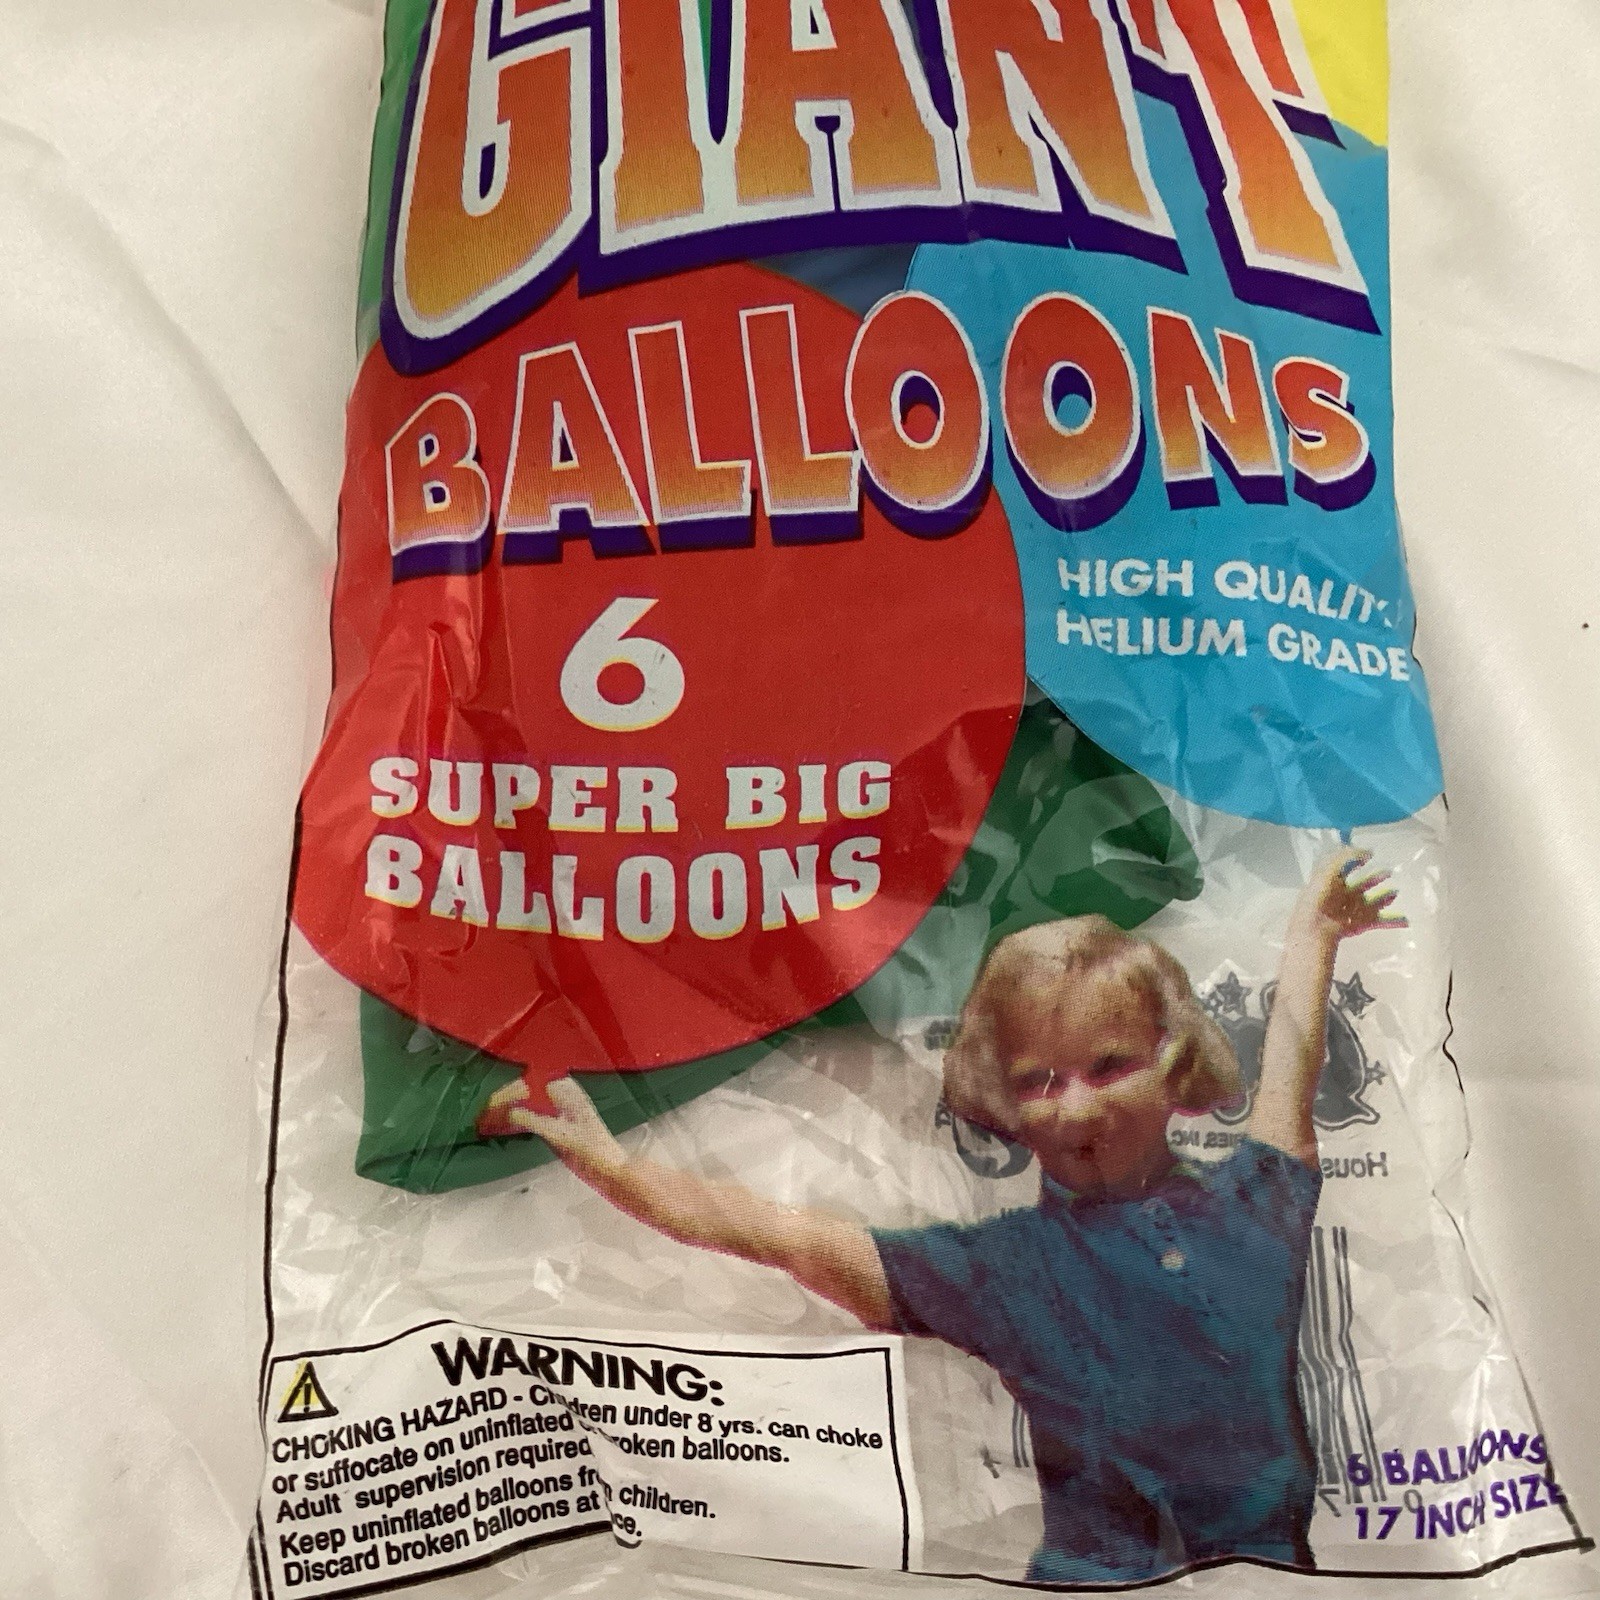 GIANT
BALLOONS
HIGH QUALITY
HELIUM GRADE
6
SUPER BIG
BALLOONS
WARNING:
CHOKING HAZARD - Children under 8 yrs. can choke
or suffocate on uninflated broken balloons.
Adult supervision required
Keep uninflated balloons from children.
Discard broken balloons at ce.
6 BALLOONS
17 INCH SIZE